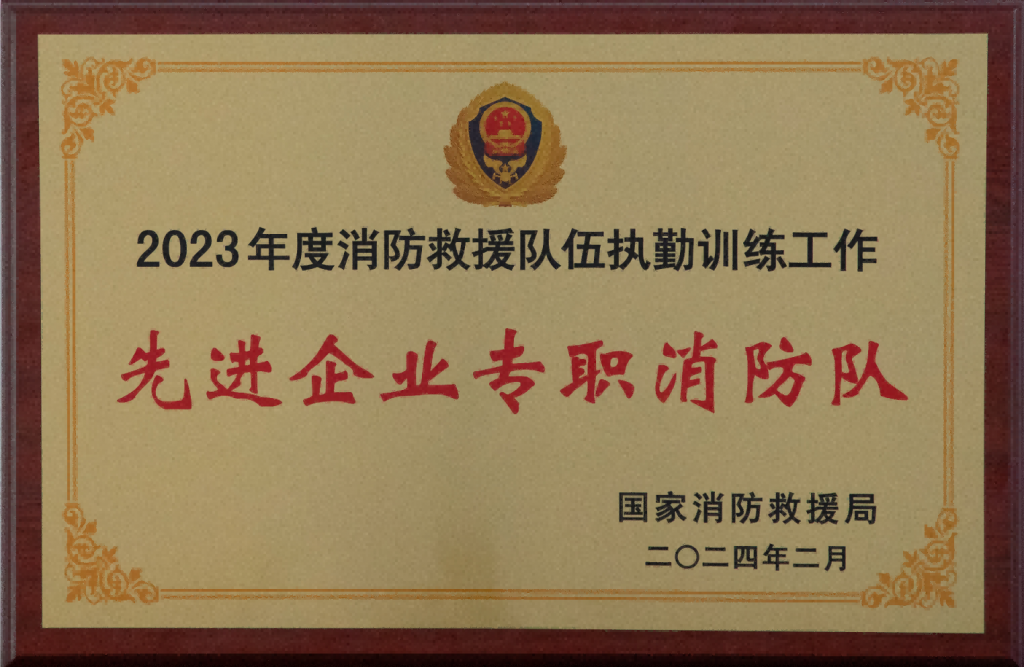 2023年度消防救援队伍执勤训练工作
先进企业专职消防队
国家消防救援局
二〇二四年二月